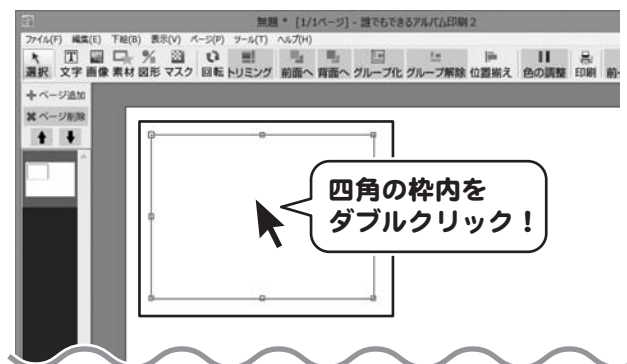 無題 * [1/1ページ] - 誰でもできるアルバム印刷2
ファイル(F) 編集(E) 下絵(B) 表示(V) ページ(P) ツール(T) ヘルプ(H)
選択 文字 画像 素材 図形 マスク 回転 トリミング 前面へ 背面へ グループ化 グループ解除 位置揃え 色の調整 印刷 前
ページ追加
ページ削除
四角の枠内を
ダブルクリック！